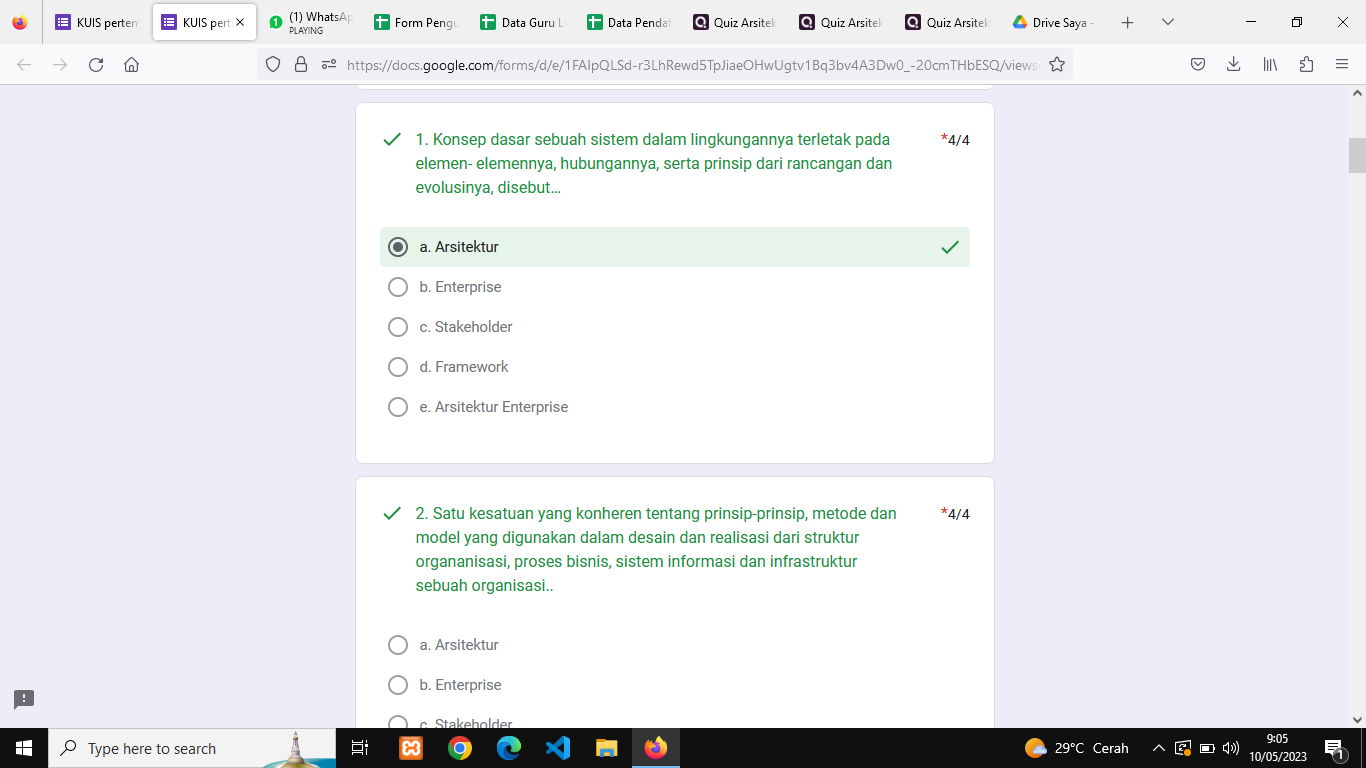 KUIS pertem
KUIS perte
(1) WhatsAp
PLAYING
Form Pengu
Data Guru L
Data Pendaf
Quiz Arsitek
Quiz Arsitek
Quiz Arsitek
Drive Saya -
https://docs.google.com/forms/d/e/1FAIpQLSd-r3LhRewd5TpJiaeOHwUgtv1Bq3bv4A3Dw0_-20cmTHbESQ/viewsc
1. Konsep dasar sebuah sistem dalam lingkungannya terletak pada
*4/4
elemen- elemennya, hubungannya, serta prinsip dari rancangan dan
evolusinya, disebut...
a. Arsitektur
b. Enterprise
c. Stakeholder
d. Framework
e. Arsitektur Enterprise
2. Satu kesatuan yang konheren tentang prinsip-prinsip, metode dan
*4/4
model yang digunakan dalam desain dan realisasi dari struktur
organanisasi, proses bisnis, sistem informasi dan infrastruktur
sebuah organisasi..
a. Arsitektur
b. Enterprise
c. Stakeholder
Type here to search
29°C Cerah
9:05
10/05/2023
1